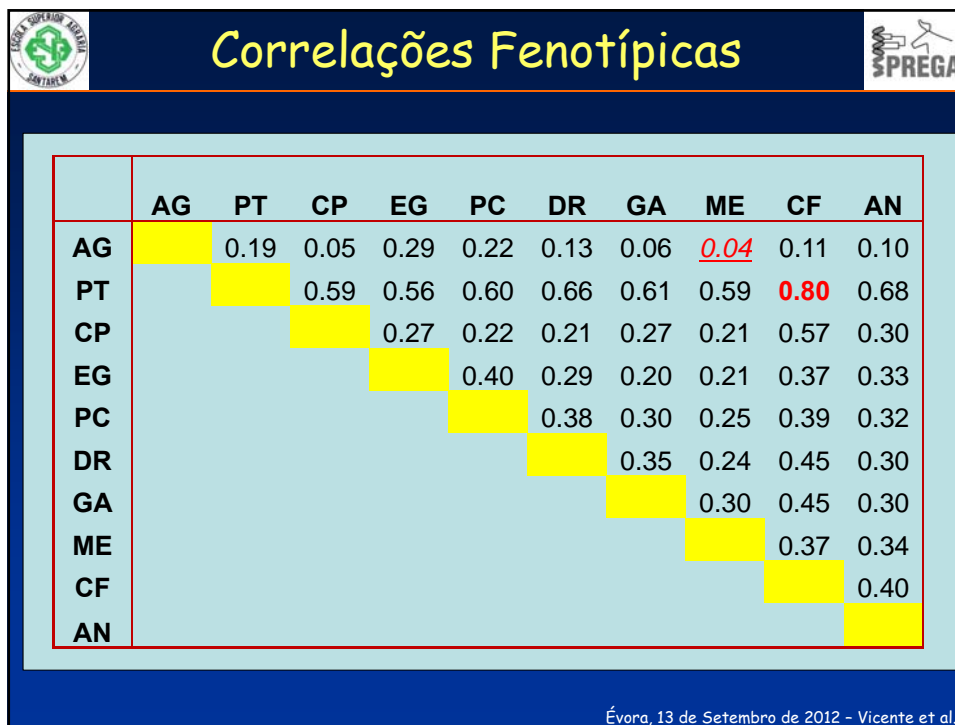 ESCOLA SUPERIOR AGRÁRIA
- SANTARÉM -
Correlações Fenotípicas
SPREGA
AG PT CP EG PC DR GA ME CF AN
AG 0.19 0.05 0.29 0.22 0.13 0.06 0.04 0.11 0.10
PT 0.59 0.56 0.60 0.66 0.61 0.59 0.80 0.68
CP 0.27 0.22 0.21 0.27 0.21 0.57 0.30
EG 0.40 0.29 0.20 0.21 0.37 0.33
PC 0.38 0.30 0.25 0.39 0.32
DR 0.35 0.24 0.45 0.30
GA 0.30 0.45 0.30
ME 0.37 0.34
CF 0.40
AN
Évora, 13 de Setembro de 2012 – Vicente et al.